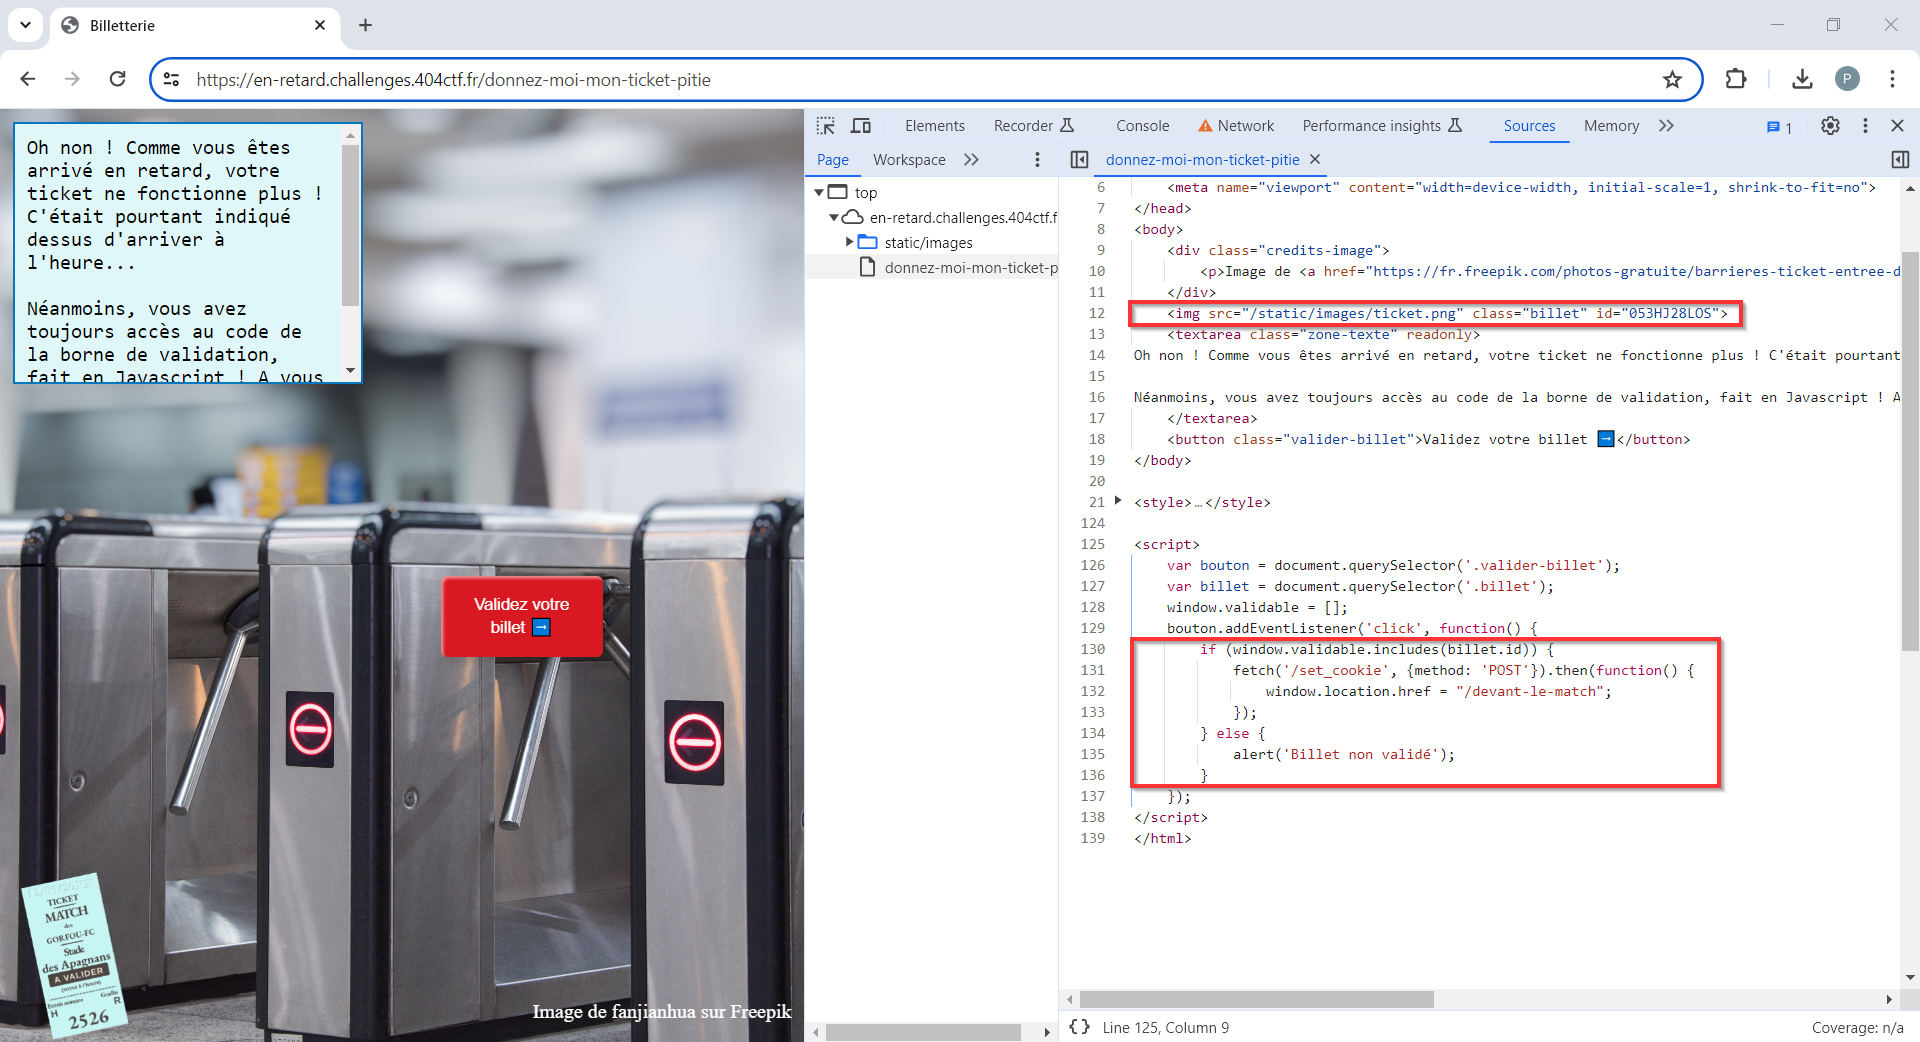 Billetterie
https://en-retard.challenges.404ctf.fr/donnez-moi-mon-ticket-pitie
P
Oh non ! Comme vous êtes
arrivé en retard, votre
ticket ne fonctionne plus !
C'était pourtant indiqué
dessus d'arriver à
l'heure...
Néanmoins, vous avez
toujours accès au code de
la borne de validation,
fait en Javascript ! A vous
Validez votre
billet ➡
TICKET
MATCH
des
GORFOU-FC
Stade
des Apagnans
A VALIDER
(soyez à l'heure)
Entrée numéro
Gradin
H
R
2526
Image de fanjianhua sur Freepik
Elements Recorder Console Network Performance insights Sources Memory 1
Page Workspace
top
en-retard.challenges.404ctf.f
static/images
donnez-moi-mon-ticket-p
donnez-moi-mon-ticket-pitie
6 <meta name="viewport" content="width=device-width, initial-scale=1, shrink-to-fit=no">
7 </head>
8 <body>
9 <div class="credits-image">
10 <p>Image de <a href="https://fr.freepik.com/photos-gratuite/barrieres-ticket-entree-d
11 </div>
12 <img src="/static/images/ticket.png" class="billet" id="053HJ28LOS">
13 <textarea class="zone-texte" readonly>
14 Oh non ! Comme vous êtes arrivé en retard, votre ticket ne fonctionne plus ! C'était pourtant
15
16 Néanmoins, vous avez toujours accès au code de la borne de validation, fait en Javascript ! A
17 </textarea>
18 <button class="valider-billet">Validez votre billet ➡</button>
19 </body>
20
21 <style>…</style>
124
125 <script>
126 var bouton = document.querySelector('.valider-billet');
127 var billet = document.querySelector('.billet');
128 window.validable = [];
129 bouton.addEventListener('click', function() {
130 if (window.validable.includes(billet.id)) {
131 fetch('/set_cookie', {method: 'POST'}).then(function() {
132 window.location.href = "/devant-le-match";
133 });
134 } else {
135 alert('Billet non validé');
136 }
137 });
138 </script>
139 </html>
{} Line 125, Column 9
Coverage: n/a